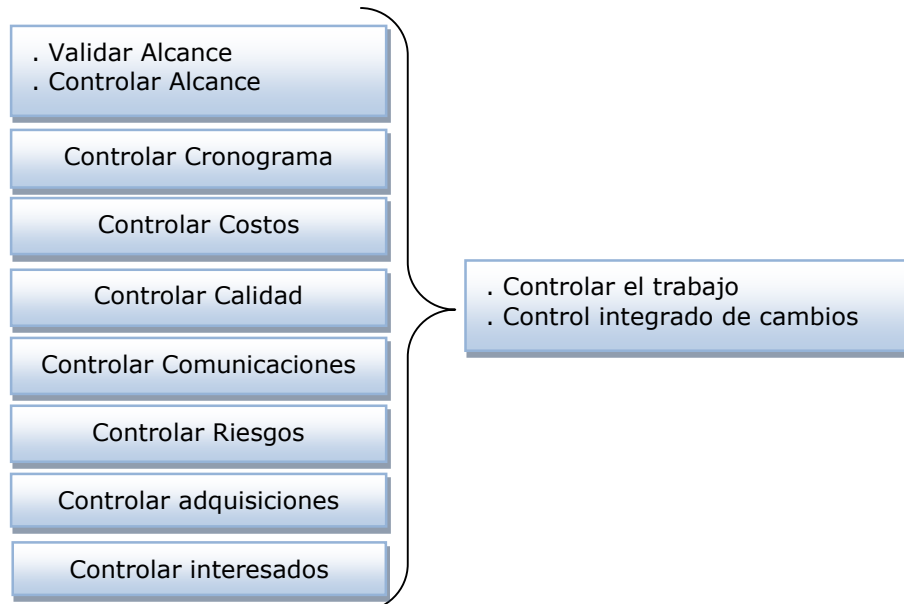 . Validar Alcance
. Controlar Alcance
Controlar Cronograma
Controlar Costos
Controlar Calidad
Controlar Comunicaciones
Controlar Riesgos
Controlar adquisiciones
Controlar interesados
. Controlar el trabajo
. Control integrado de cambios